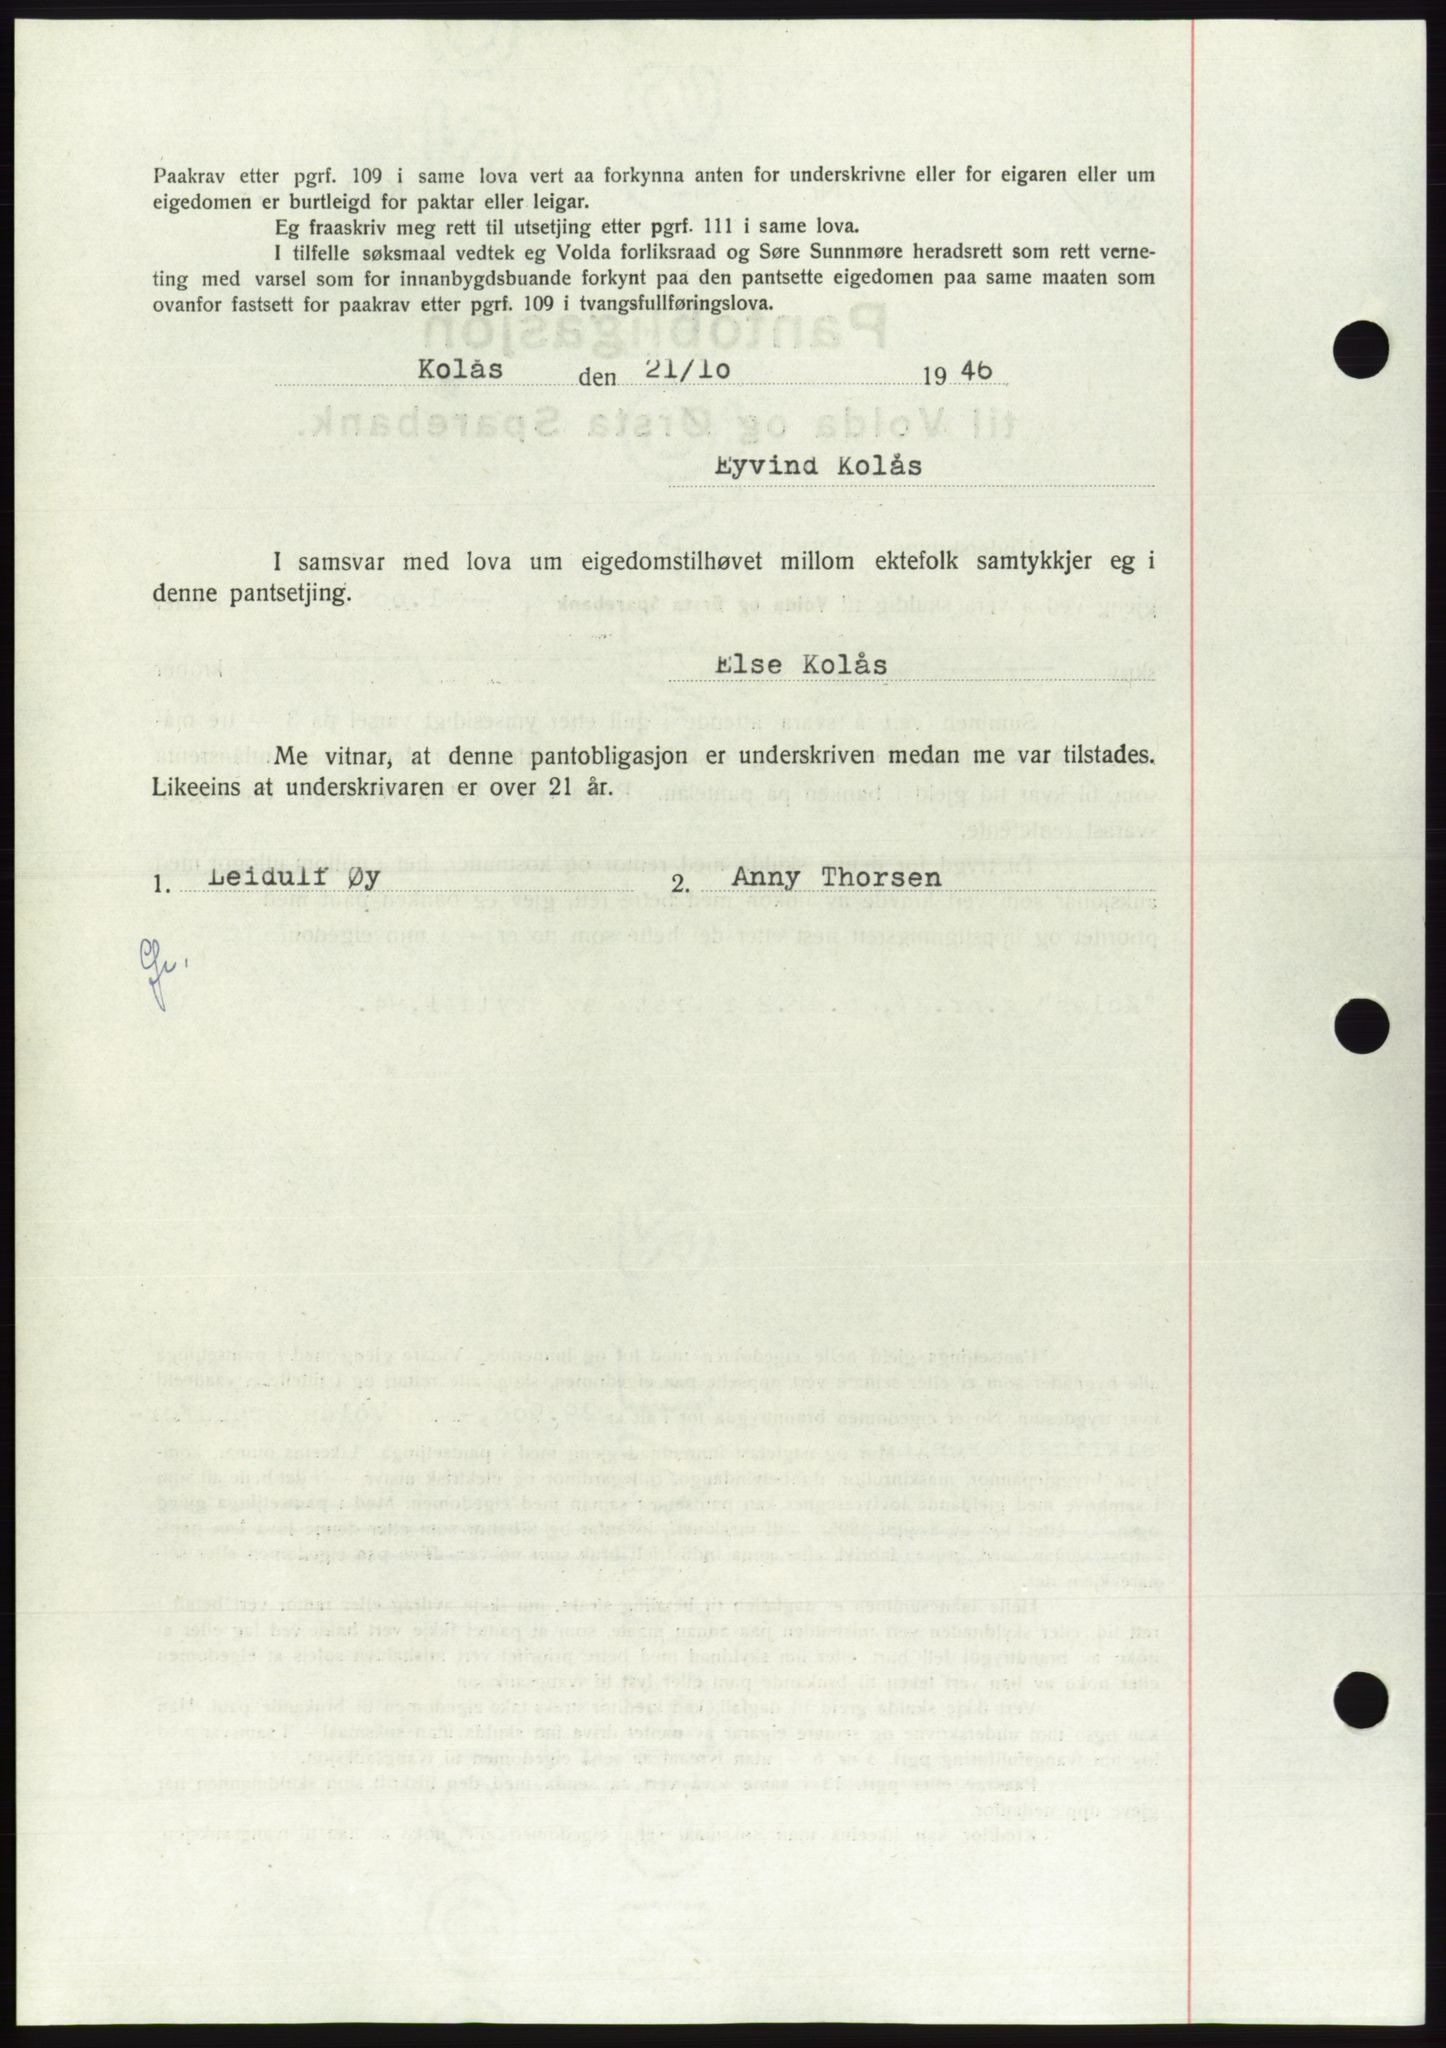 Paakrav etter pgrf. 109 i same lova vert aa forkynna anten for underskrivne eller for eigaren eller um
eigedomen er burtleigd for paktar eller leigar.
Eg fraaskriv meg rett til utsetjing etter pgrf. 111 i same lova.
I tilfelle søksmaal vedtek eg Volda forliksraad og Søre Sunnmøre heradsrett som rett verne-
ting med varsel som for innanbygdsbuande forkynt paa den pantsette eigedomen paa same maaten som
ovanfor fastsett for paakrav etter pgrf. 109 i tvangsfullføringslova.
Kolås den 21/10 19 46
Eyvind Kolås
I samsvar med lova um eigedomstilhøvet millom ektefolk samtykkjer eg i
denne pantsetjing.
Else Kolås
Me vitnar, at denne pantobligasjon er underskriven medan me var tilstades.
Likeeins at underskrivaren er over 21 år.
1. Leidulf Øy 2. Anny Thorsen